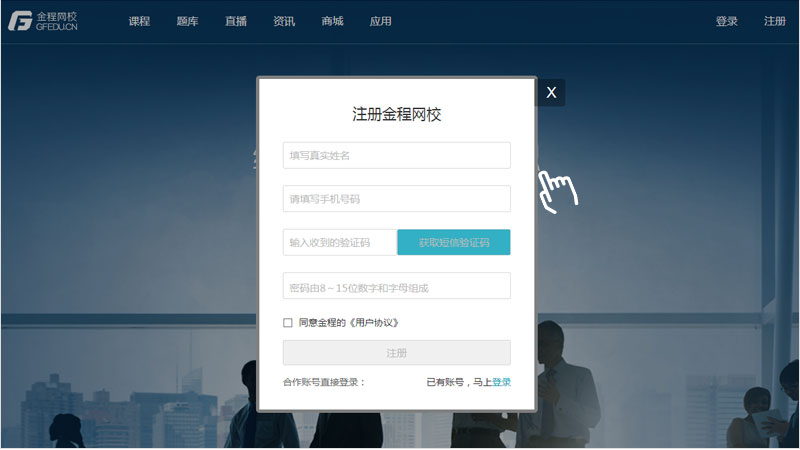 金程网校
GFEDU.CN
课程 题库 直播 资讯 商城 应用 登录 注册
X
注册金程网校
填写真实姓名
请填写手机号码
输入收到的验证码 获取短信验证码
密码由8～15位数字和字母组成
同意金程的《用户协议》
注册
合作账号直接登录： 已有账号，马上登录